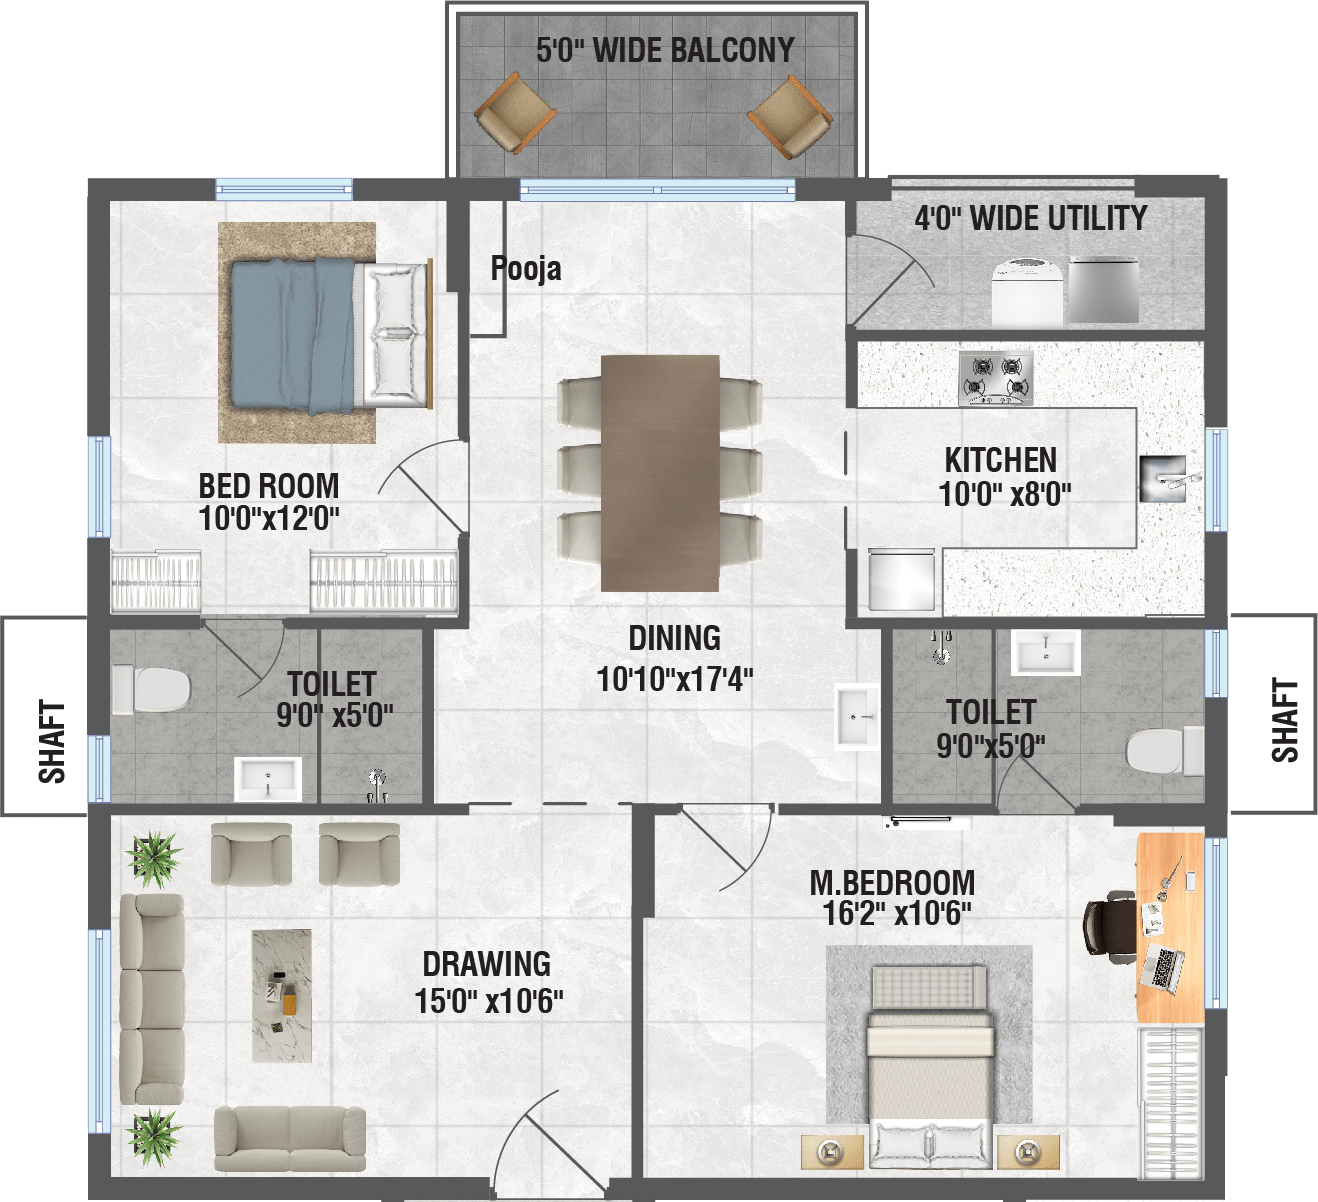 5'0" WIDE BALCONY
4'0" WIDE UTILITY
Pooja
KITCHEN
10'0" x8'0"
BED ROOM
10'0"x12'0"
DINING
10'10"x17'4"
TOILET
9'0" x5'0"
TOILET
9'0"x5'0"
SHAFT
SHAFT
M.BEDROOM
16'2" x10'6"
DRAWING
15'0" x10'6"